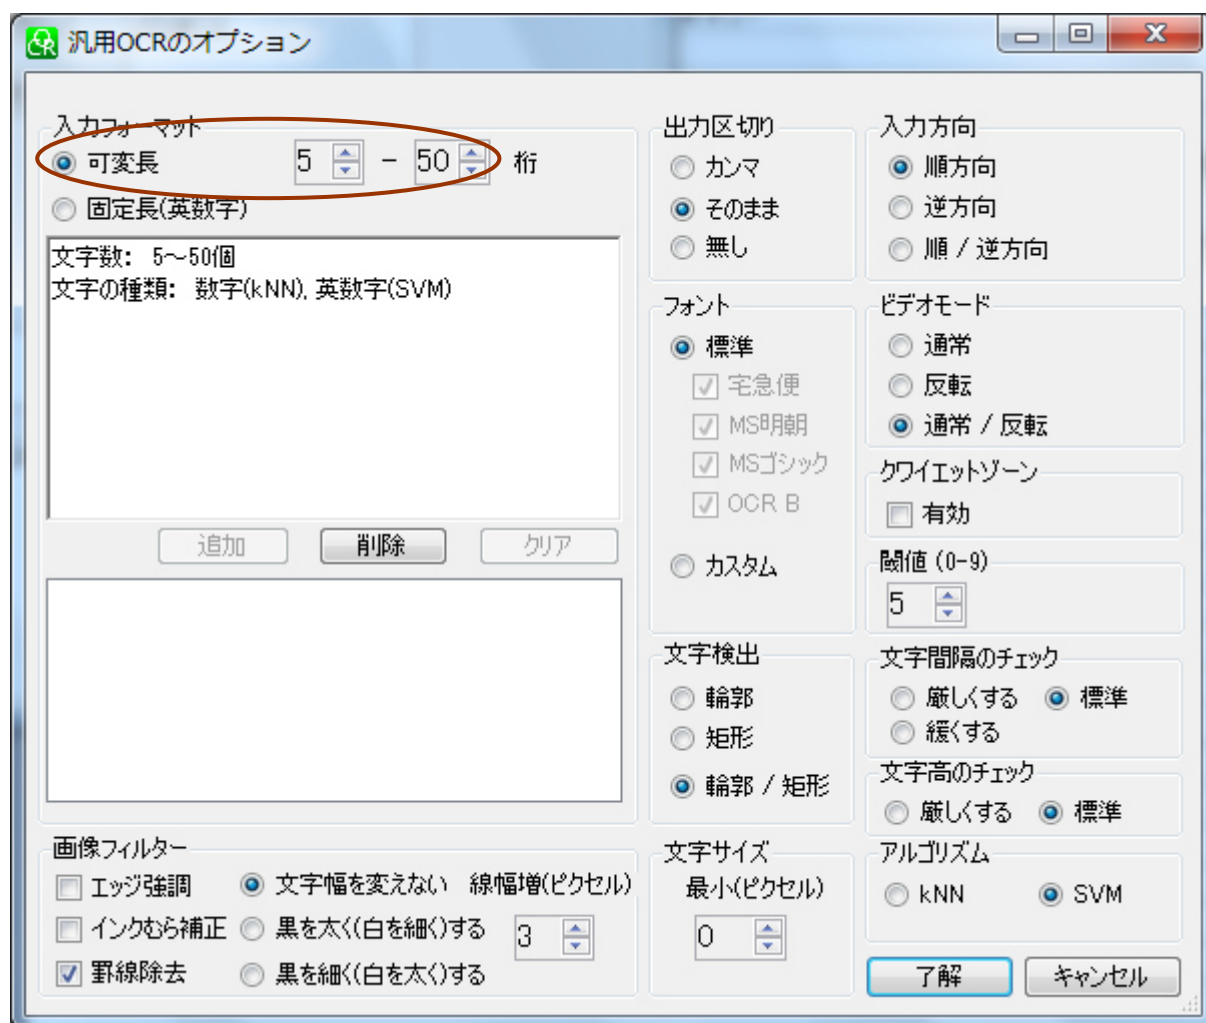 汎用OCRのオプション
入力フォーマット
可変長 5 - 50 桁
固定長(英数字)
文字数: 5～50個
文字の種類: 数字(kNN), 英数字(SVM)
追加 削除 クリア
画像フィルター
エッジ強調 文字幅を変えない 線幅増(ピクセル)
インクむら補正 黒を太く(白を細く)する 3
罫線除去 黒を細く(白を太く)する
出力区切り
カンマ
そのまま
無し
フォント
標準
宅急便
MS明朝
MSゴシック
OCR B
カスタム
文字検出
輪郭
矩形
輪郭 / 矩形
文字サイズ
最小(ピクセル)
0
入力方向
順方向
逆方向
順 / 逆方向
ビデオモード
通常
反転
通常 / 反転
クワイエットゾーン
有効
閾値 (0-9)
5
文字間隔のチェック
厳しくする 標準
緩くする
文字高のチェック
厳しくする 標準
アルゴリズム
kNN SVM
了解 キャンセル